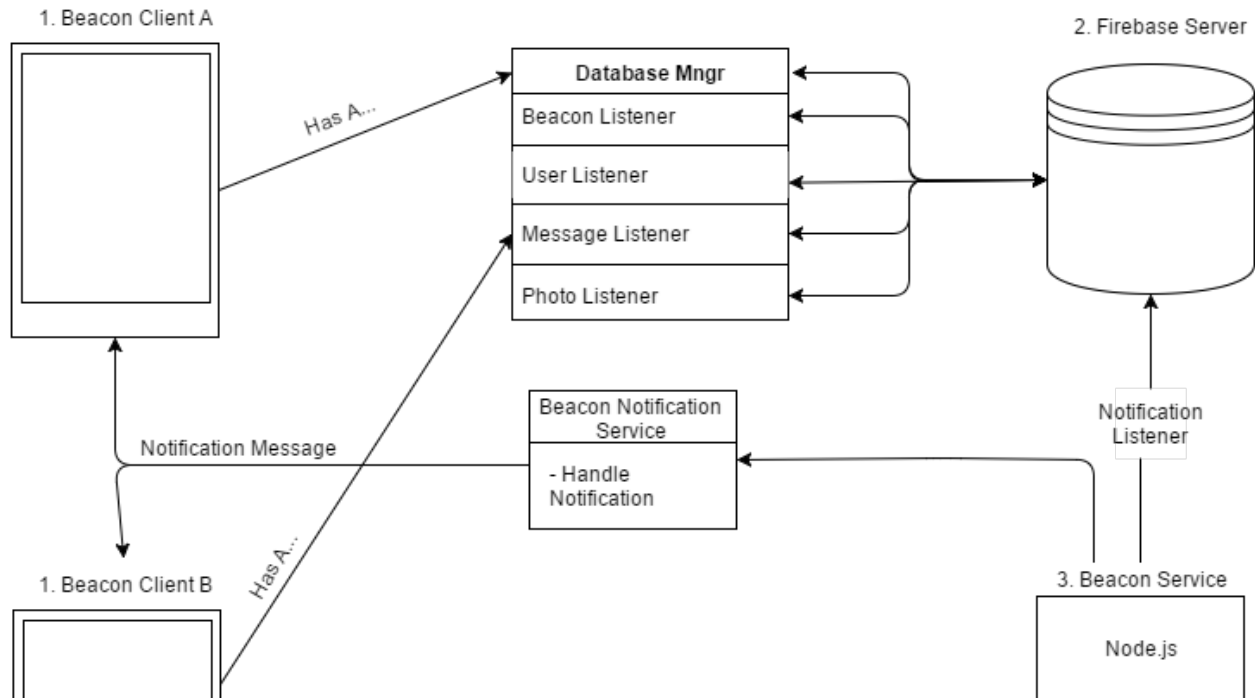 1. Beacon Client A
2. Firebase Server
Database Mngr
Has A...
Beacon Listener
User Listener
Message Listener
Photo Listener
Beacon Notification
Service
Notification
Listener
Notification Message
- Handle
Notification
Has A...
1. Beacon Client B
3. Beacon Service
Node.js